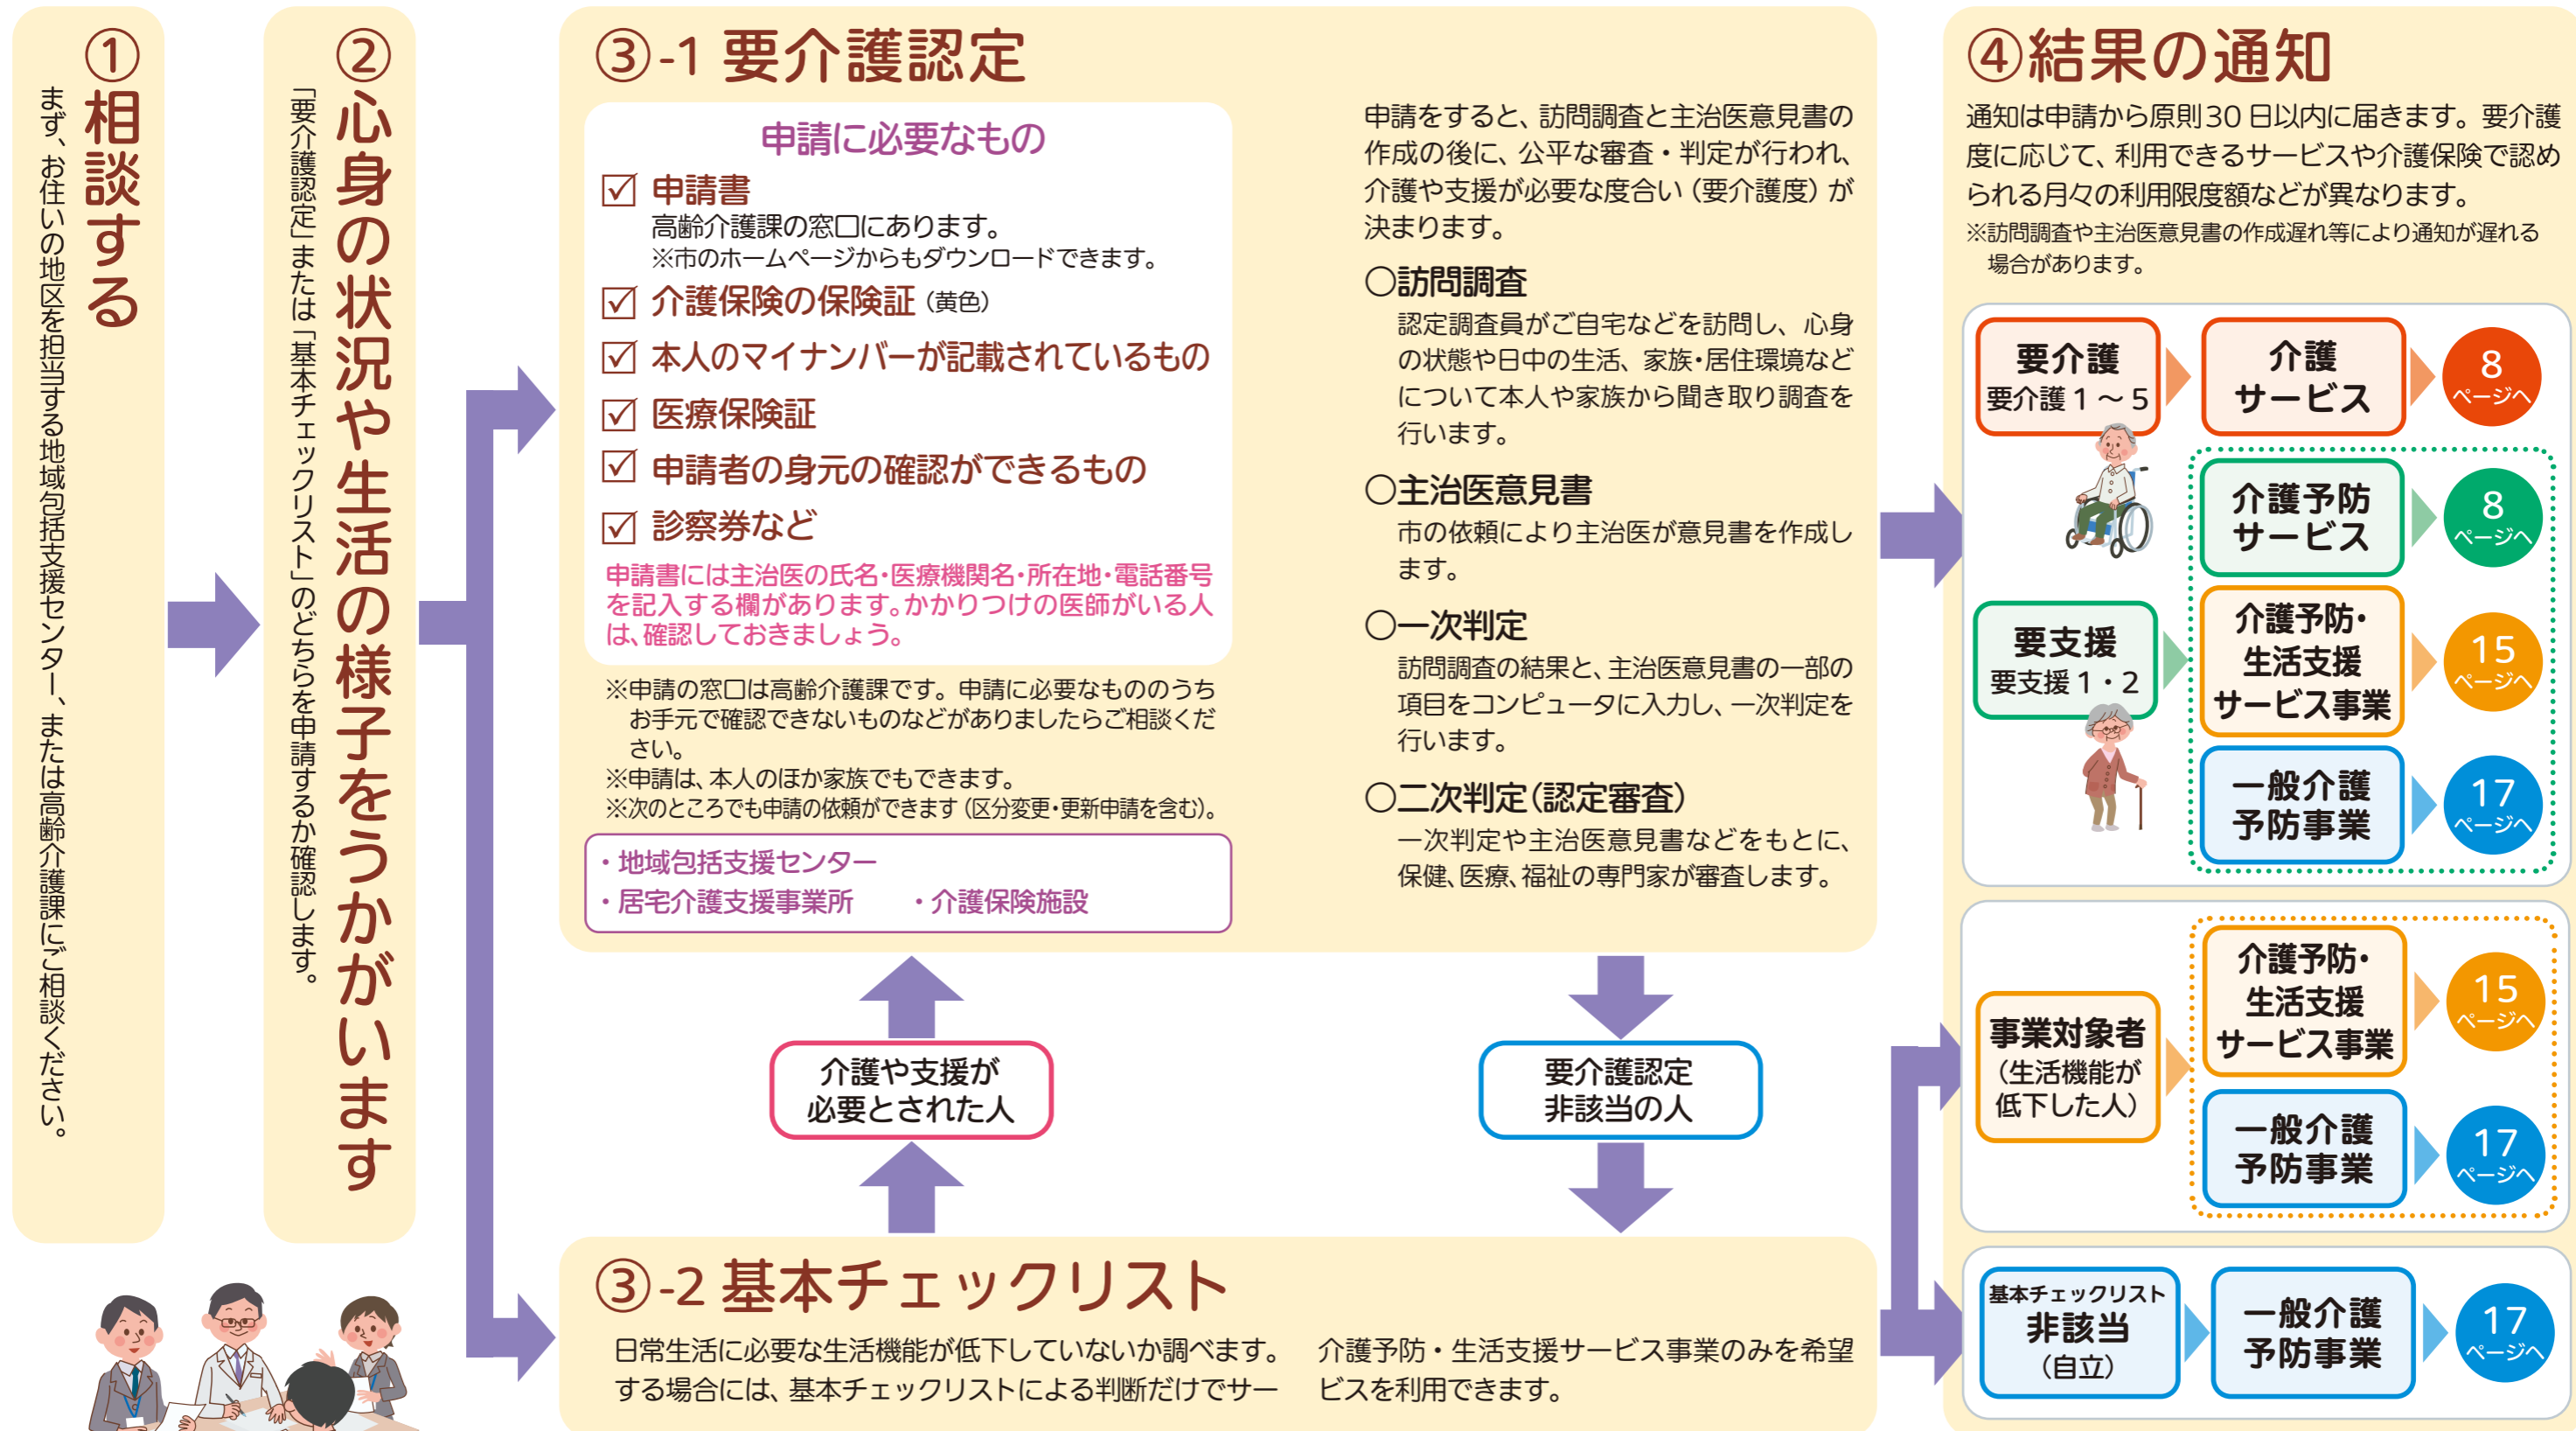 ①相談する
まず、お住いの地区を担当する地域包括支援センター、または高齢介護課にご相談ください。
②心身の状況や生活の様子をうかがいます
「要介護認定」または「基本チェックリスト」のどちらを申請するか確認します。
③-1 要介護認定
申請に必要なもの
☑ 申請書
高齢介護課の窓口にあります。
※市のホームページからもダウンロードできます。
☑ 介護保険の保険証（黄色）
☑ 本人のマイナンバーが記載されているもの
☑ 医療保険証
☑ 申請者の身元の確認ができるもの
☑ 診察券など
申請書には主治医の氏名・医療機関名・所在地・電話番号
を記入する欄があります。かかりつけの医師がいる人
は、確認しておきましょう。
※申請の窓口は高齢介護課です。申請に必要なもののうち
お手元で確認できないものなどがありましたらご相談くだ
さい。
※申請は、本人のほか家族でもできます。
※次のところでも申請の依頼ができます（区分変更・更新申請を含む）。
・地域包括支援センター
・居宅介護支援事業所　・介護保険施設
申請をすると、訪問調査と主治医意見書の
作成の後に、公平な審査・判定が行われ、
介護や支援が必要な度合い（要介護度）が
決まります。
○訪問調査
認定調査員がご自宅などを訪問し、心身
の状態や日中の生活、家族・居住環境など
について本人や家族から聞き取り調査を
行います。
○主治医意見書
市の依頼により主治医が意見書を作成し
ます。
○一次判定
訪問調査の結果と、主治医意見書の一部の
項目をコンピュータに入力し、一次判定を
行います。
○二次判定（認定審査）
一次判定や主治医意見書などをもとに、
保健、医療、福祉の専門家が審査します。
介護や支援が
必要とされた人
要介護認定
非該当の人
③-2 基本チェックリスト
日常生活に必要な生活機能が低下していないか調べます。　介護予防・生活支援サービス事業のみを希望
する場合には、基本チェックリストによる判断だけでサー　ビスを利用できます。
④結果の通知
通知は申請から原則30 日以内に届きます。要介護
度に応じて、利用できるサービスや介護保険で認め
られる月々の利用限度額などが異なります。
※訪問調査や主治医意見書の作成遅れ等により通知が遅れる
場合があります。
要介護
要介護１～５
介護
サービス
8
ページへ
介護予防
サービス
8
ページへ
要支援
要支援１・２
介護予防・
生活支援
サービス事業
15
ページへ
一般介護
予防事業
17
ページへ
事業対象者
（生活機能が
低下した人）
介護予防・
生活支援
サービス事業
15
ページへ
一般介護
予防事業
17
ページへ
基本チェックリスト
非該当
（自立）
一般介護
予防事業
17
ページへ